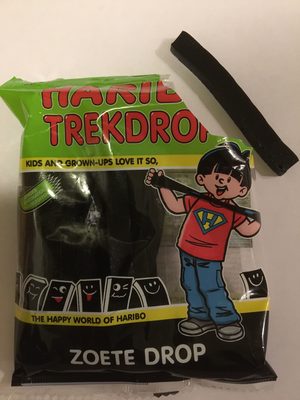 TREKDROP
KIDS AND GROWN-UPS LOVE IT SO,
H
THE HAPPY WORLD OF HARIBO
ZOETE DROP